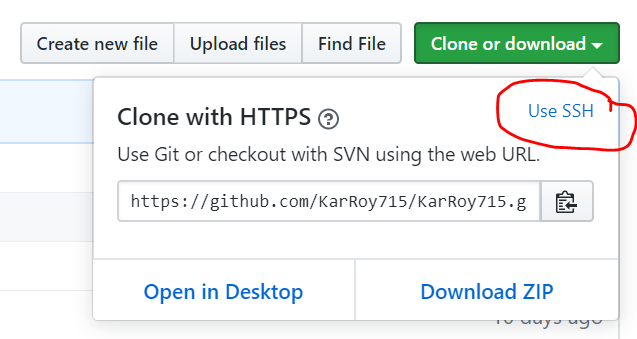 Create new file Upload files Find File Clone or download
Clone with HTTPS Use SSH
Use Git or checkout with SVN using the web URL.
https://github.com/KarRoy715/KarRoy715.g
Open in Desktop Download ZIP
days ago